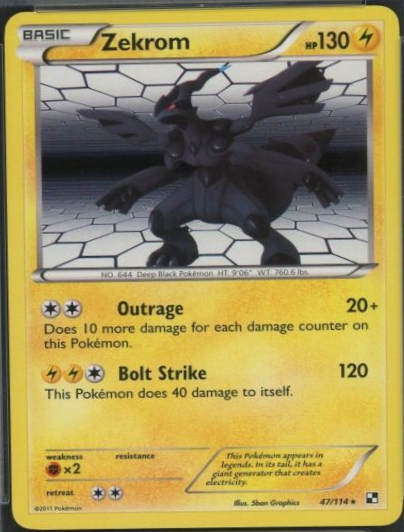 BASIC Zekrom HP130
NO. 644 Deep Black Pokémon HT: 9'06" WT: 760.6 lbs.
Outrage 20+
Does 10 more damage for each damage counter on
this Pokémon.
Bolt Strike 120
This Pokémon does 40 damage to itself.
weakness resistance
×2
retreat
This Pokémon appears in
legends. In its tail, it has a
giant generator that creates
electricity.
©2011 Pokémon Illus. 5ban Graphics 47/114 ★